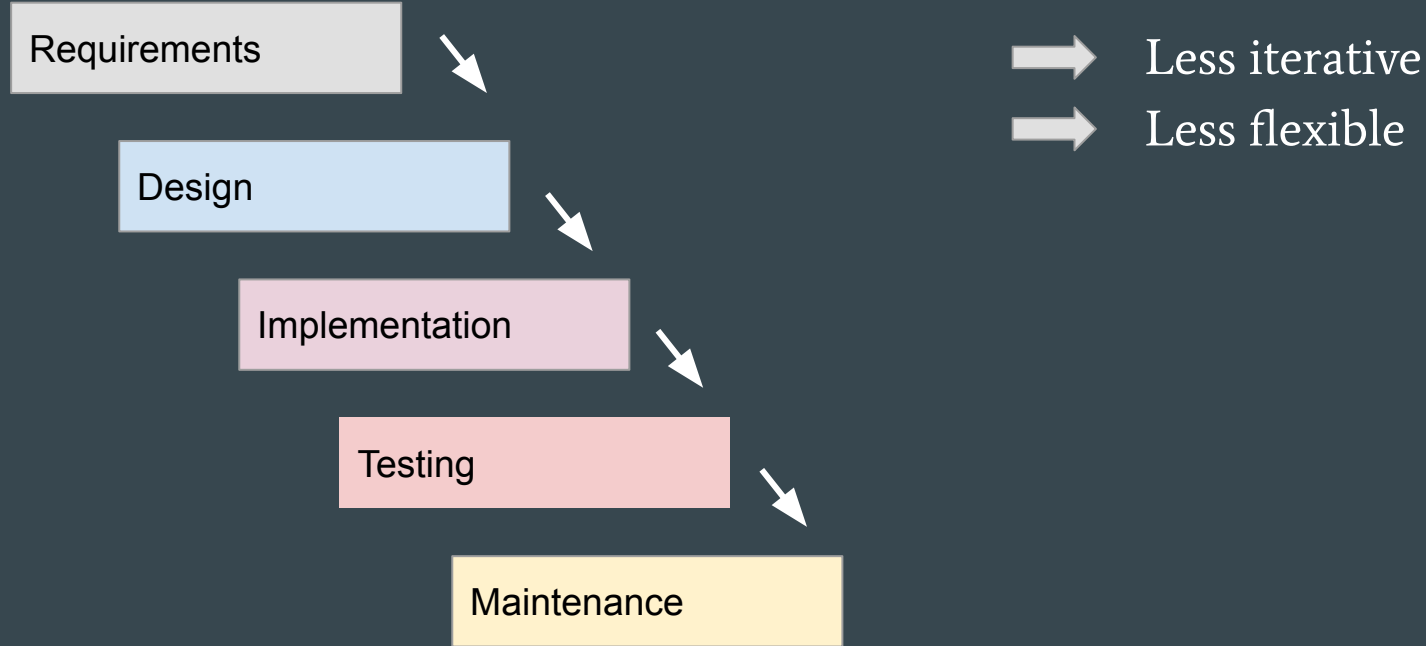 Requirements
Design
Implementation
Testing
Maintenance
Less iterative
Less flexible